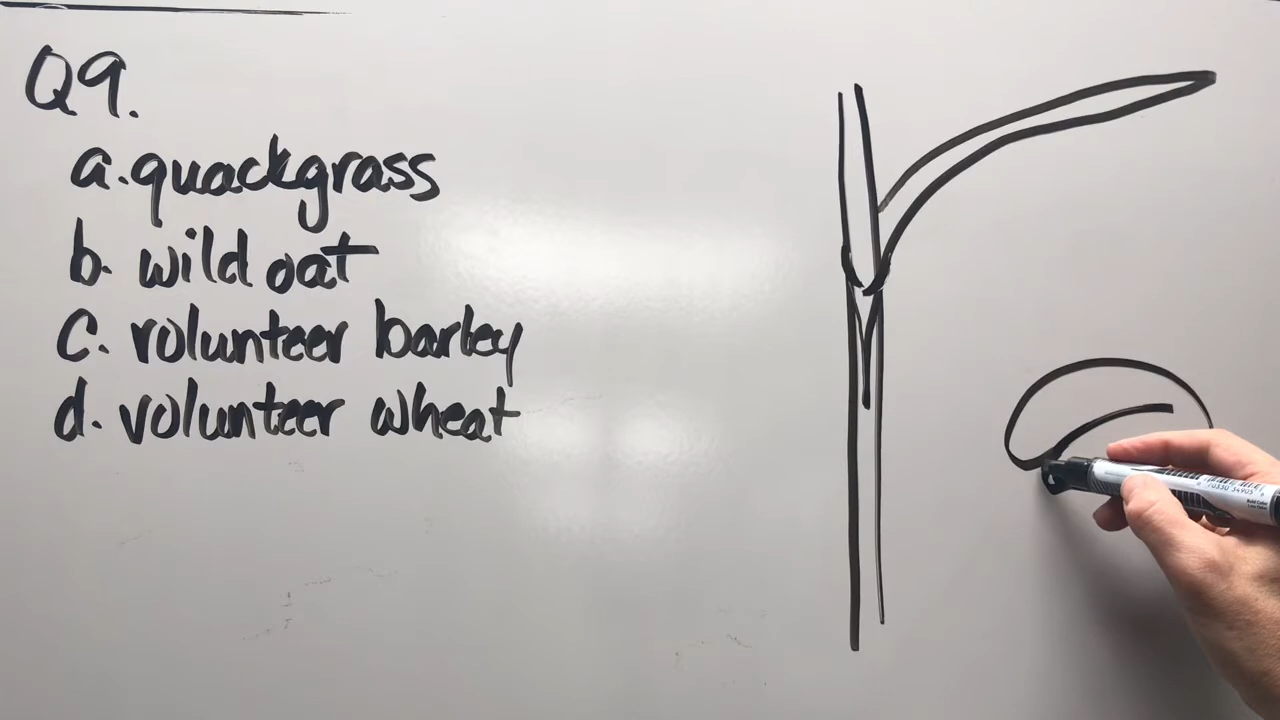 Q9.
a. quackgrass
b. wild oat
c. volunteer barley
d. volunteer wheat